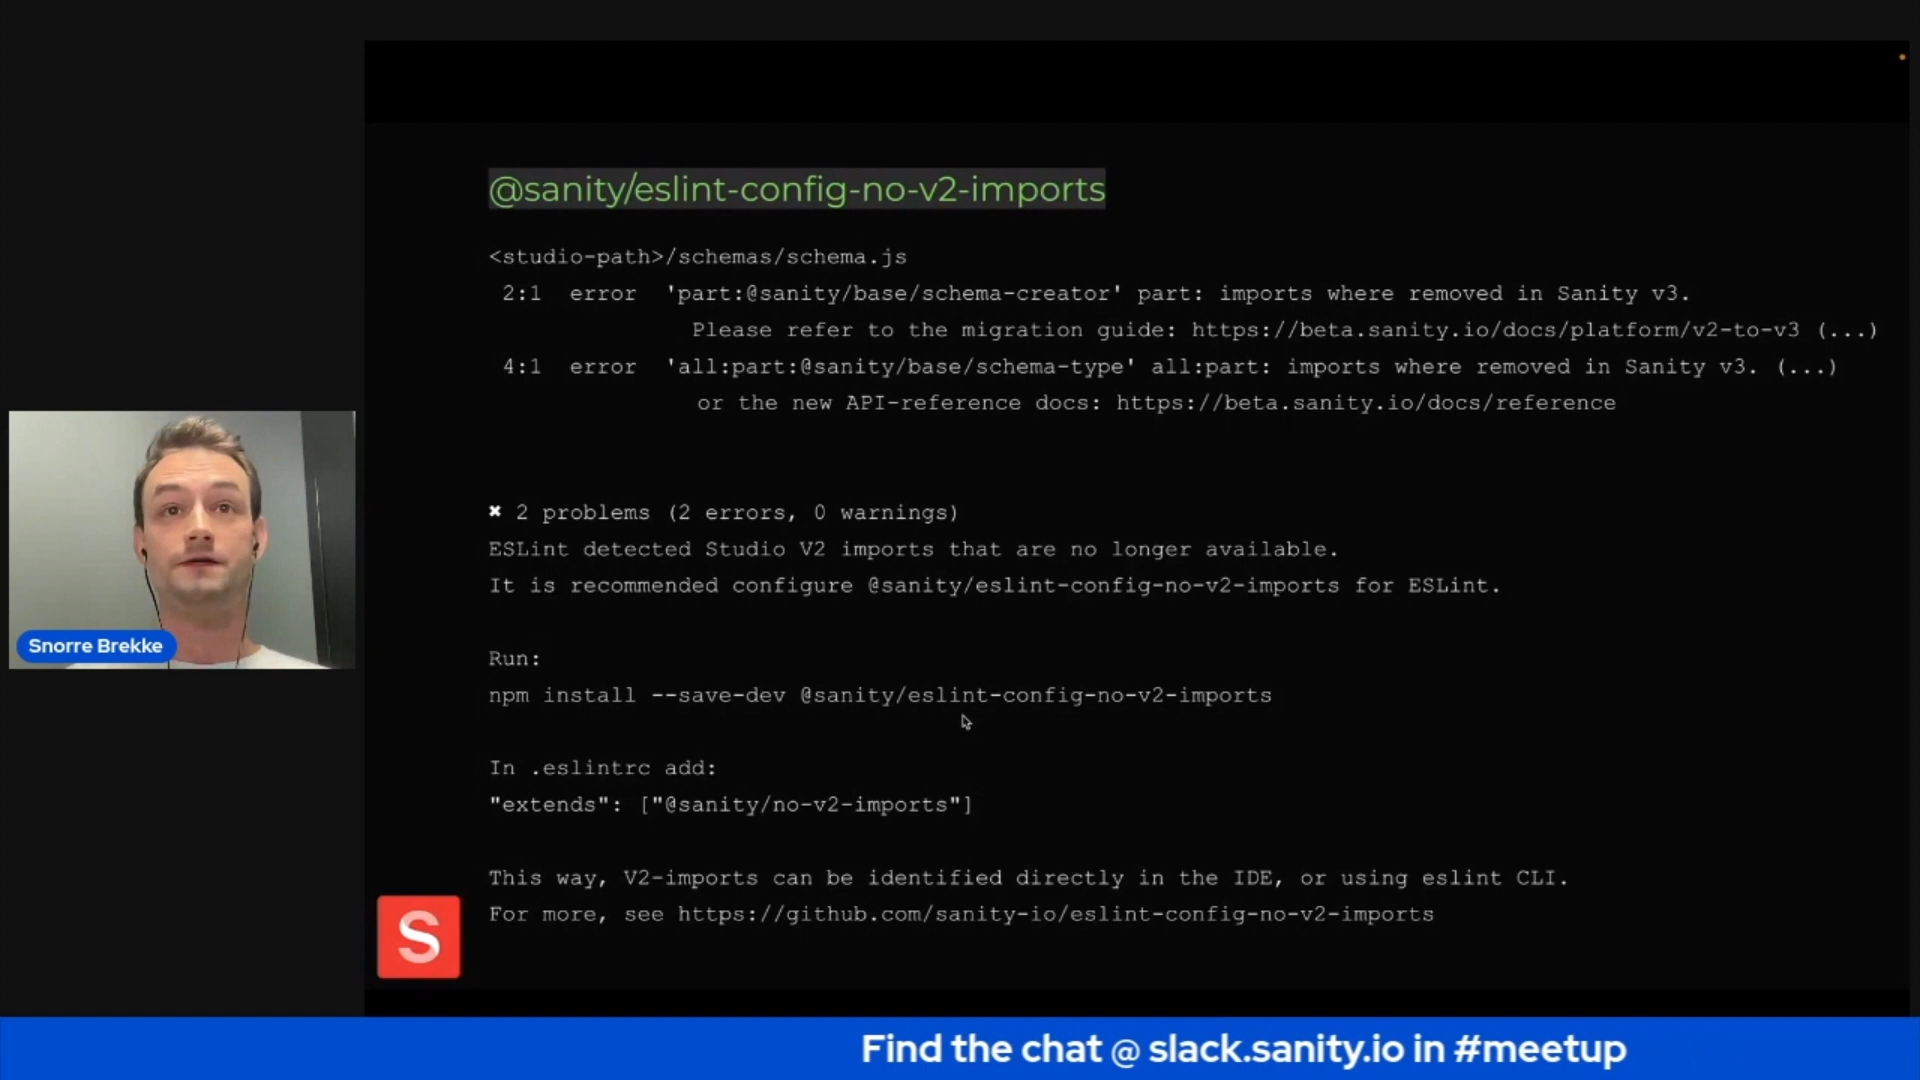 @sanity/eslint-config-no-v2-imports
<studio-path>/schemas/schema.js
2:1 error 'part:@sanity/base/schema-creator' part: imports where removed in Sanity v3.
Please refer to the migration guide: https://beta.sanity.io/docs/platform/v2-to-v3 (...)
4:1 error 'all:part:@sanity/base/schema-type' all:part: imports where removed in Sanity v3. (...)
or the new API-reference docs: https://beta.sanity.io/docs/reference
✖ 2 problems (2 errors, 0 warnings)
ESLint detected Studio V2 imports that are no longer available.
It is recommended configure @sanity/eslint-config-no-v2-imports for ESLint.
Run:
npm install --save-dev @sanity/eslint-config-no-v2-imports
In .eslintrc add:
"extends": ["@sanity/no-v2-imports"]
This way, V2-imports can be identified directly in the IDE, or using eslint CLI.
For more, see https://github.com/sanity-io/eslint-config-no-v2-imports
Snorre Brekke
S
Find the chat @ slack.sanity.io in #meetup